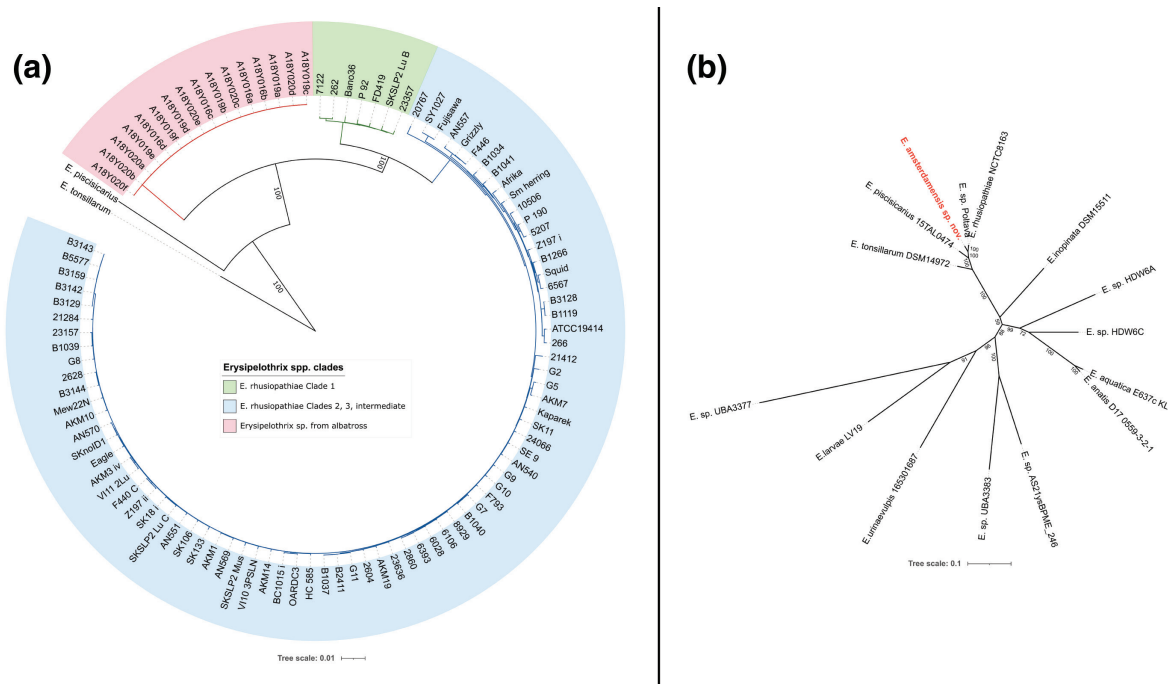 (a)
E. tonsillarum
E. piscisicarius
A18Y020f
A18Y020b
A18Y020a
A18Y019e
A18Y016d
A18Y019f
A18Y019d
A18Y020e
A18Y016c
A18Y019b
A18Y020c
A18Y016a
A18Y016b
A18Y019a
A18Y020d
A18Y019c
7122
262
Bano36
P 92
FD419
SKSLP2 Lu B
23357
20767
SY1027
Fujisawa
AN557
Grizzly
F446
B1034
B1041
Afrika
Sm herring
10506
P 190
5207
Z197 i
B1266
Squid
6567
B3128
B1119
ATCC19414
266
21412
G2
G5
AKM7
Kaparek
SK11
24066
SE 9
AN540
G9
G10
F793
G7
B1040
8929
6106
6028
6393
2860
23636
AKM19
2604
G11
B2411
B1037
HC 585
OARDC3
BC1015 i
AKM14
VI10 3PSLN
SKSLP2 Mus
AN569
AKM1
SK133
SK106
AN551
SKSLP2 Lu C
SK18 i
Z197 ii
F440 C
VI11 2Lu
AKM3 iv
Eagle
SKnolD1
AN570
AKM10
Mew22N
B3144
2628
G8
B1039
23157
21284
B3129
B3142
B3159
B5577
B3143
100
100
100
Erysipelothrix spp. clades
E. rhusiopathiae Clade 1
E. rhusiopathiae Clades 2, 3, intermediate
Erysipelothrix sp. from albatross
Tree scale: 0.01
(b)
E. tonsillarum DSM14972
E. piscisicarius 15TAL0474
E. amsterdamensis sp. nov.
E. sp. Poltava
E. rhusiopathiae NCTC8163
E.inopinata DSM15511
E. sp. HDW6A
E. sp. HDW6C
E. aquatica E637c KL
E. anatis D17 0559-3-2-1
E. sp. AS21ysBPME_246
E. sp. UBA3383
E.urinaevulpis 165301687
E.larvae LV19
E. sp. UBA3377
100
100
100
100
100
100
100
Tree scale: 0.1